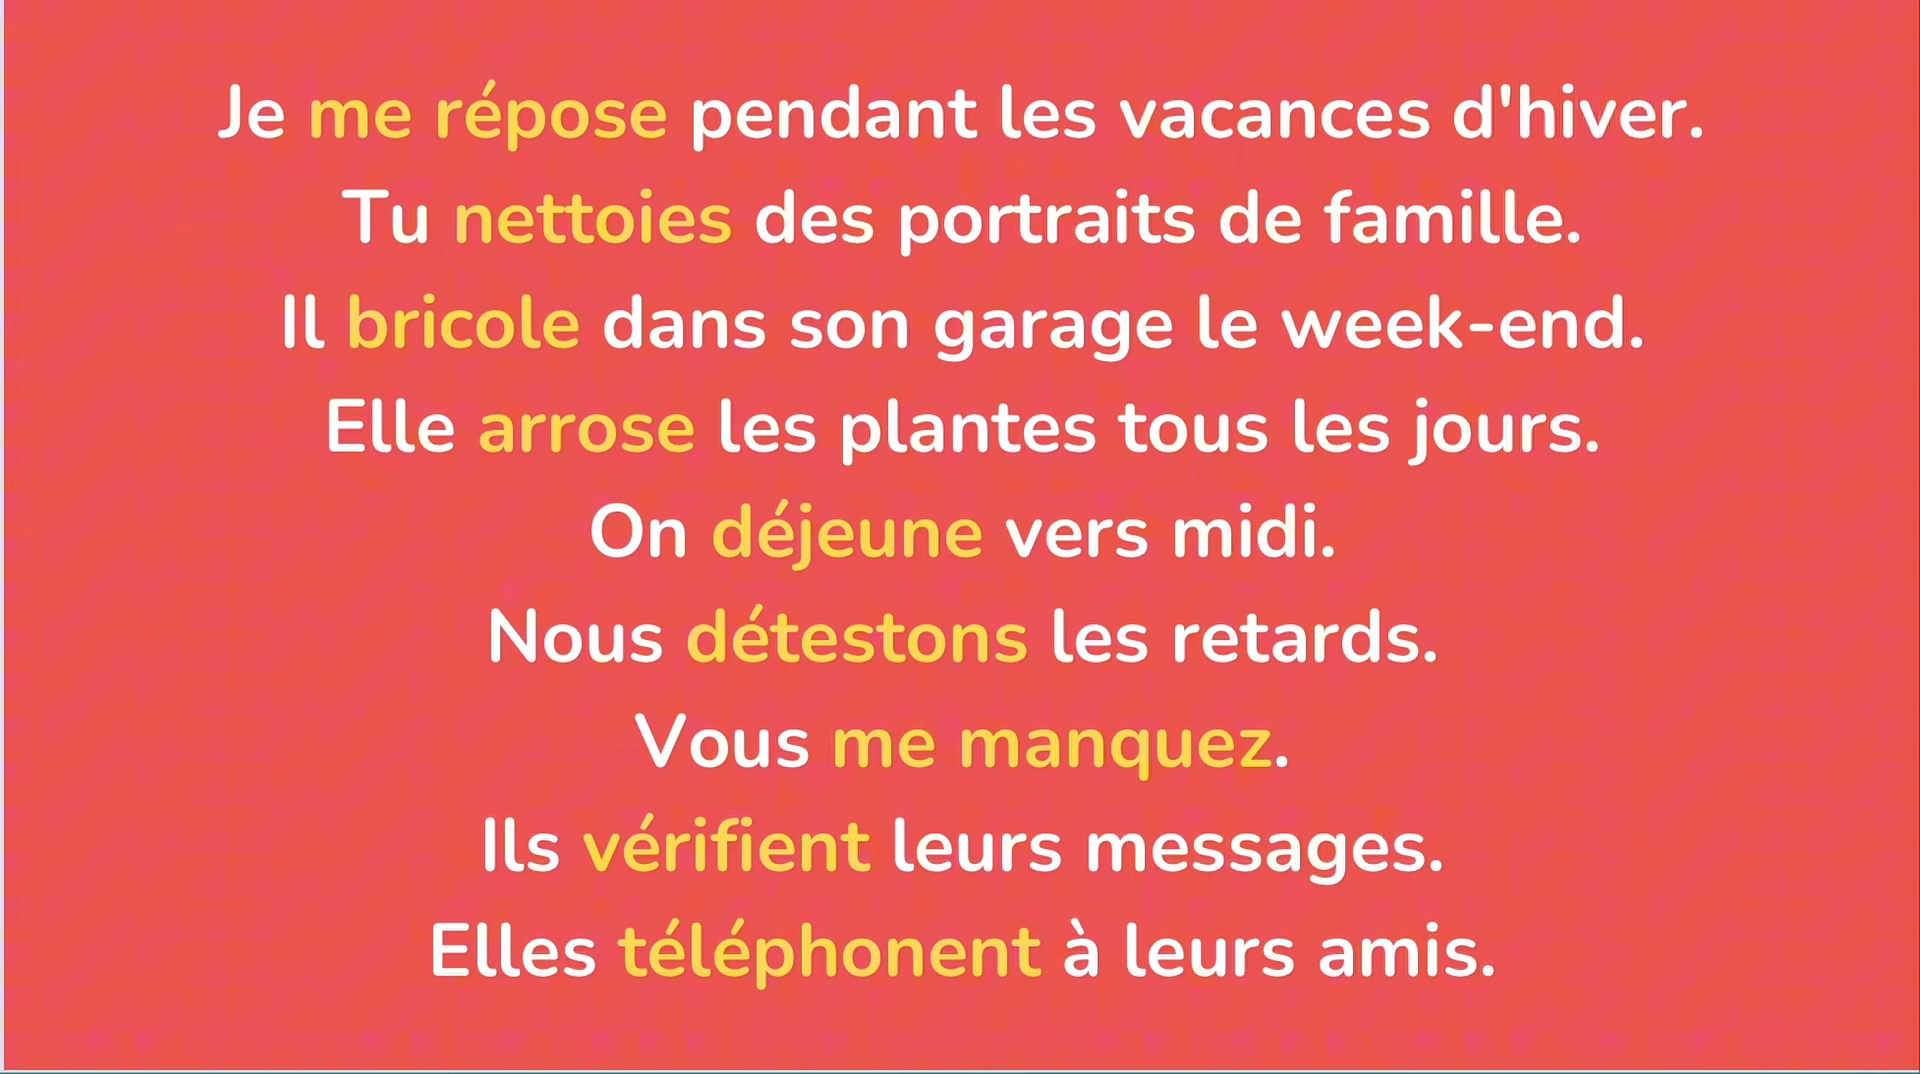 Je me répose pendant les vacances d'hiver.
Tu nettoies des portraits de famille.
Il bricole dans son garage le week-end.
Elle arrose les plantes tous les jours.
On déjeune vers midi.
Nous détestons les retards.
Vous me manquez.
Ils vérifient leurs messages.
Elles téléphonent à leurs amis.